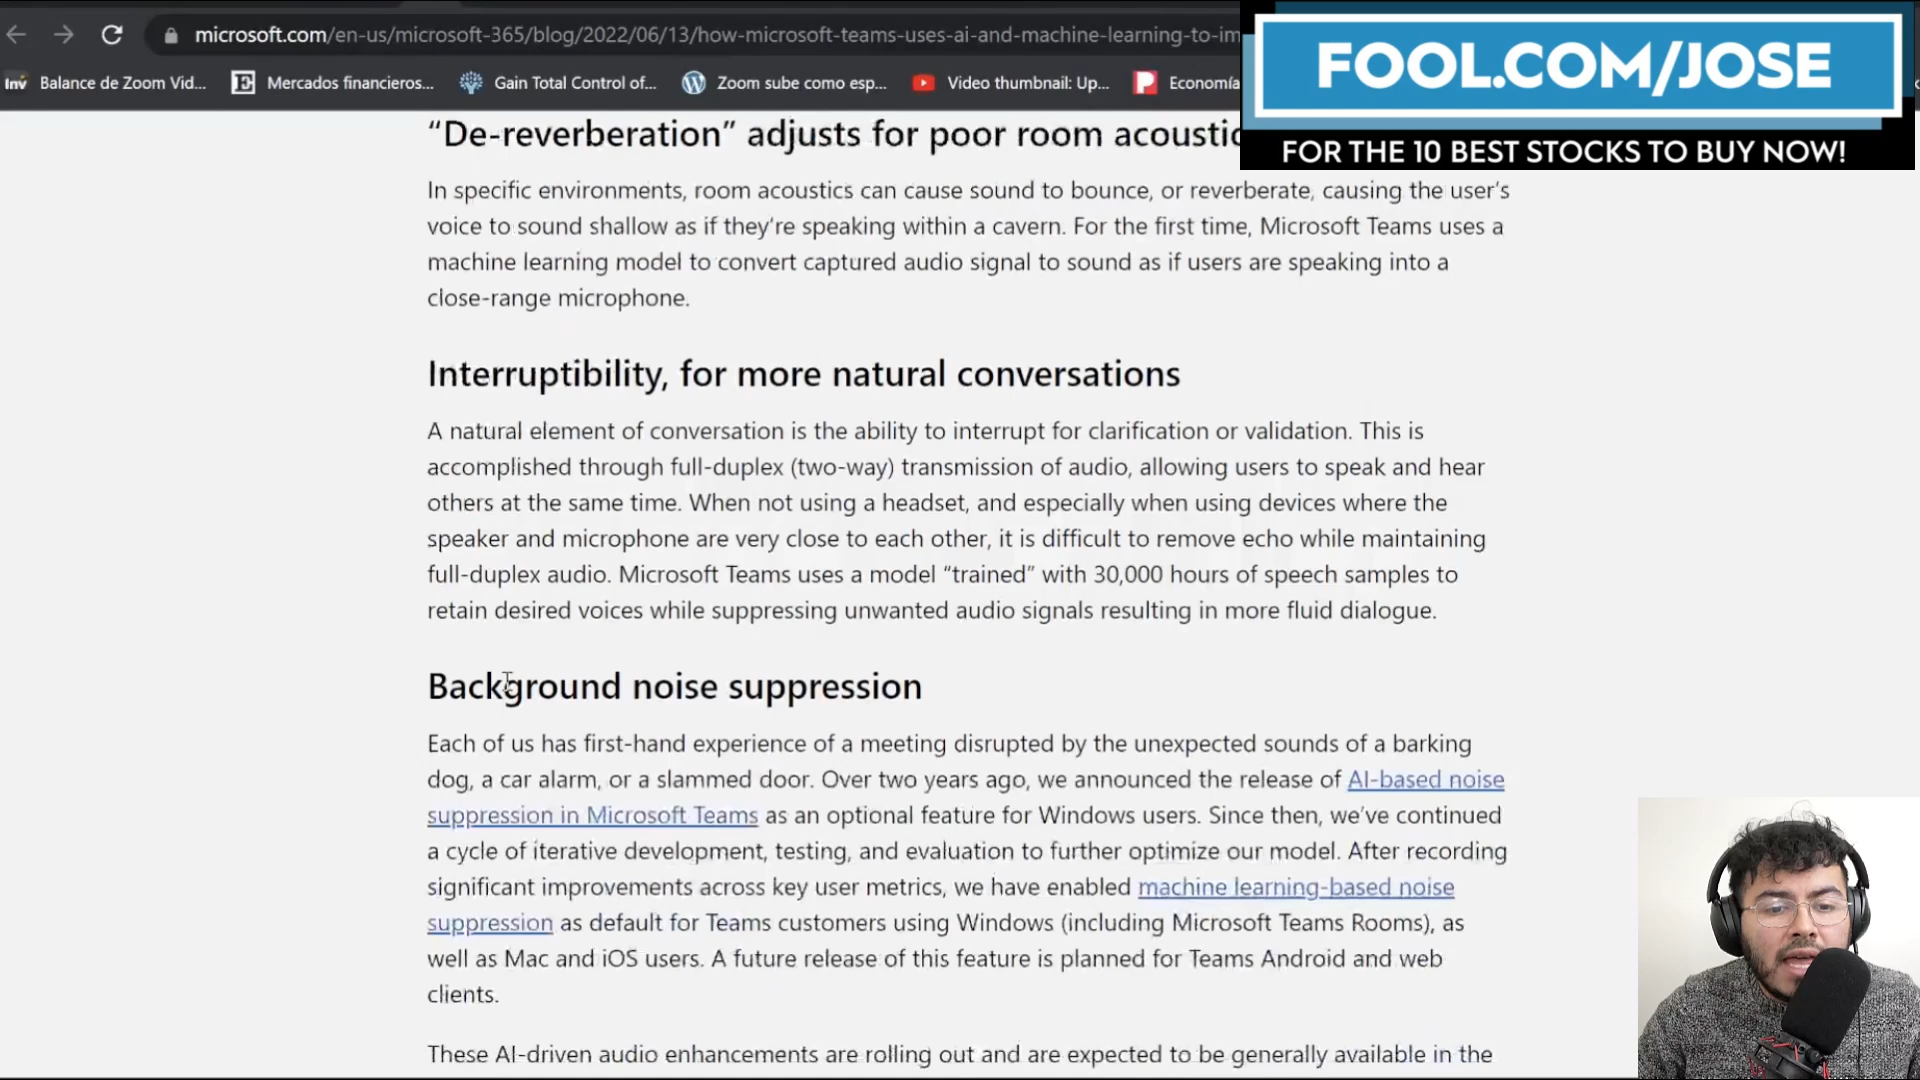 microsoft.com/en-us/microsoft-365/blog/2022/06/13/how-microsoft-teams-uses-ai-and-machine-learning-to-im
FOOL.COM/JOSE
FOR THE 10 BEST STOCKS TO BUY NOW!
Inv Balance de Zoom Vid... E Mercados financieros... Gain Total Control of... Zoom sube como esp... Video thumbnail: Up... P Economía
“De-reverberation” adjusts for poor room acoustic
In specific environments, room acoustics can cause sound to bounce, or reverberate, causing the user’s
voice to sound shallow as if they’re speaking within a cavern. For the first time, Microsoft Teams uses a
machine learning model to convert captured audio signal to sound as if users are speaking into a
close-range microphone.
Interruptibility, for more natural conversations
A natural element of conversation is the ability to interrupt for clarification or validation. This is
accomplished through full-duplex (two-way) transmission of audio, allowing users to speak and hear
others at the same time. When not using a headset, and especially when using devices where the
speaker and microphone are very close to each other, it is difficult to remove echo while maintaining
full-duplex audio. Microsoft Teams uses a model “trained” with 30,000 hours of speech samples to
retain desired voices while suppressing unwanted audio signals resulting in more fluid dialogue.
Background noise suppression
Each of us has first-hand experience of a meeting disrupted by the unexpected sounds of a barking
dog, a car alarm, or a slammed door. Over two years ago, we announced the release of AI-based noise
suppression in Microsoft Teams as an optional feature for Windows users. Since then, we’ve continued
a cycle of iterative development, testing, and evaluation to further optimize our model. After recording
significant improvements across key user metrics, we have enabled machine learning-based noise
suppression as default for Teams customers using Windows (including Microsoft Teams Rooms), as
well as Mac and iOS users. A future release of this feature is planned for Teams Android and web
clients.
These AI-driven audio enhancements are rolling out and are expected to be generally available in the